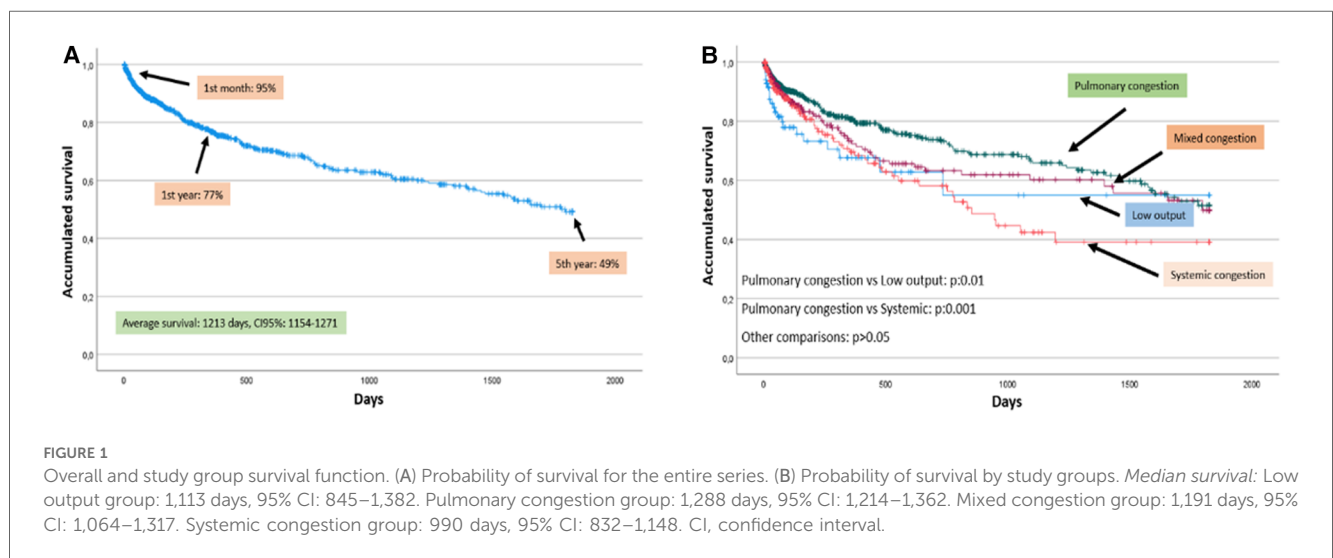 A
Accumulated survival
1,0
0,8
0,6
0,4
0,2
0,0
1st month: 95%
1st year: 77%
5th year: 49%
Average survival: 1213 days, CI95%: 1154-1271
0 500 1000 1500 2000
Days
B
Accumulated survival
1,0
0,8
0,6
0,4
0,2
0,0
Pulmonary congestion
Mixed congestion
Low output
Systemic congestion
Pulmonary congestion vs Low output: p:0.01
Pulmonary congestion vs Systemic: p:0.001
Other comparisons: p>0.05
0 500 1000 1500 2000
Days
FIGURE 1
Overall and study group survival function. (A) Probability of survival for the entire series. (B) Probability of survival by study groups. Median survival: Low
output group: 1,113 days, 95% CI: 845–1,382. Pulmonary congestion group: 1,288 days, 95% CI: 1,214–1,362. Mixed congestion group: 1,191 days, 95%
CI: 1,064–1,317. Systemic congestion group: 990 days, 95% CI: 832–1,148. CI, confidence interval.